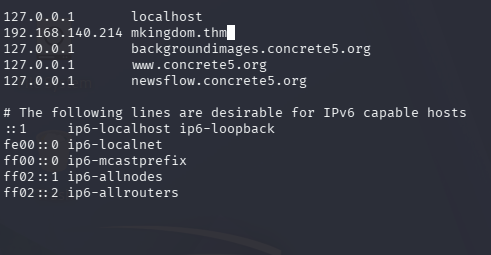 127.0.0.1       localhost
192.168.140.214 mkingdom.thm
127.0.0.1       backgroundimages.concrete5.org
127.0.0.1       www.concrete5.org
127.0.0.1       newsflow.concrete5.org
# The following lines are desirable for IPv6 capable hosts
::1     ip6-localhost ip6-loopback
fe00::0 ip6-localnet
ff00::0 ip6-mcastprefix
ff02::1 ip6-allnodes
ff02::2 ip6-allrouters